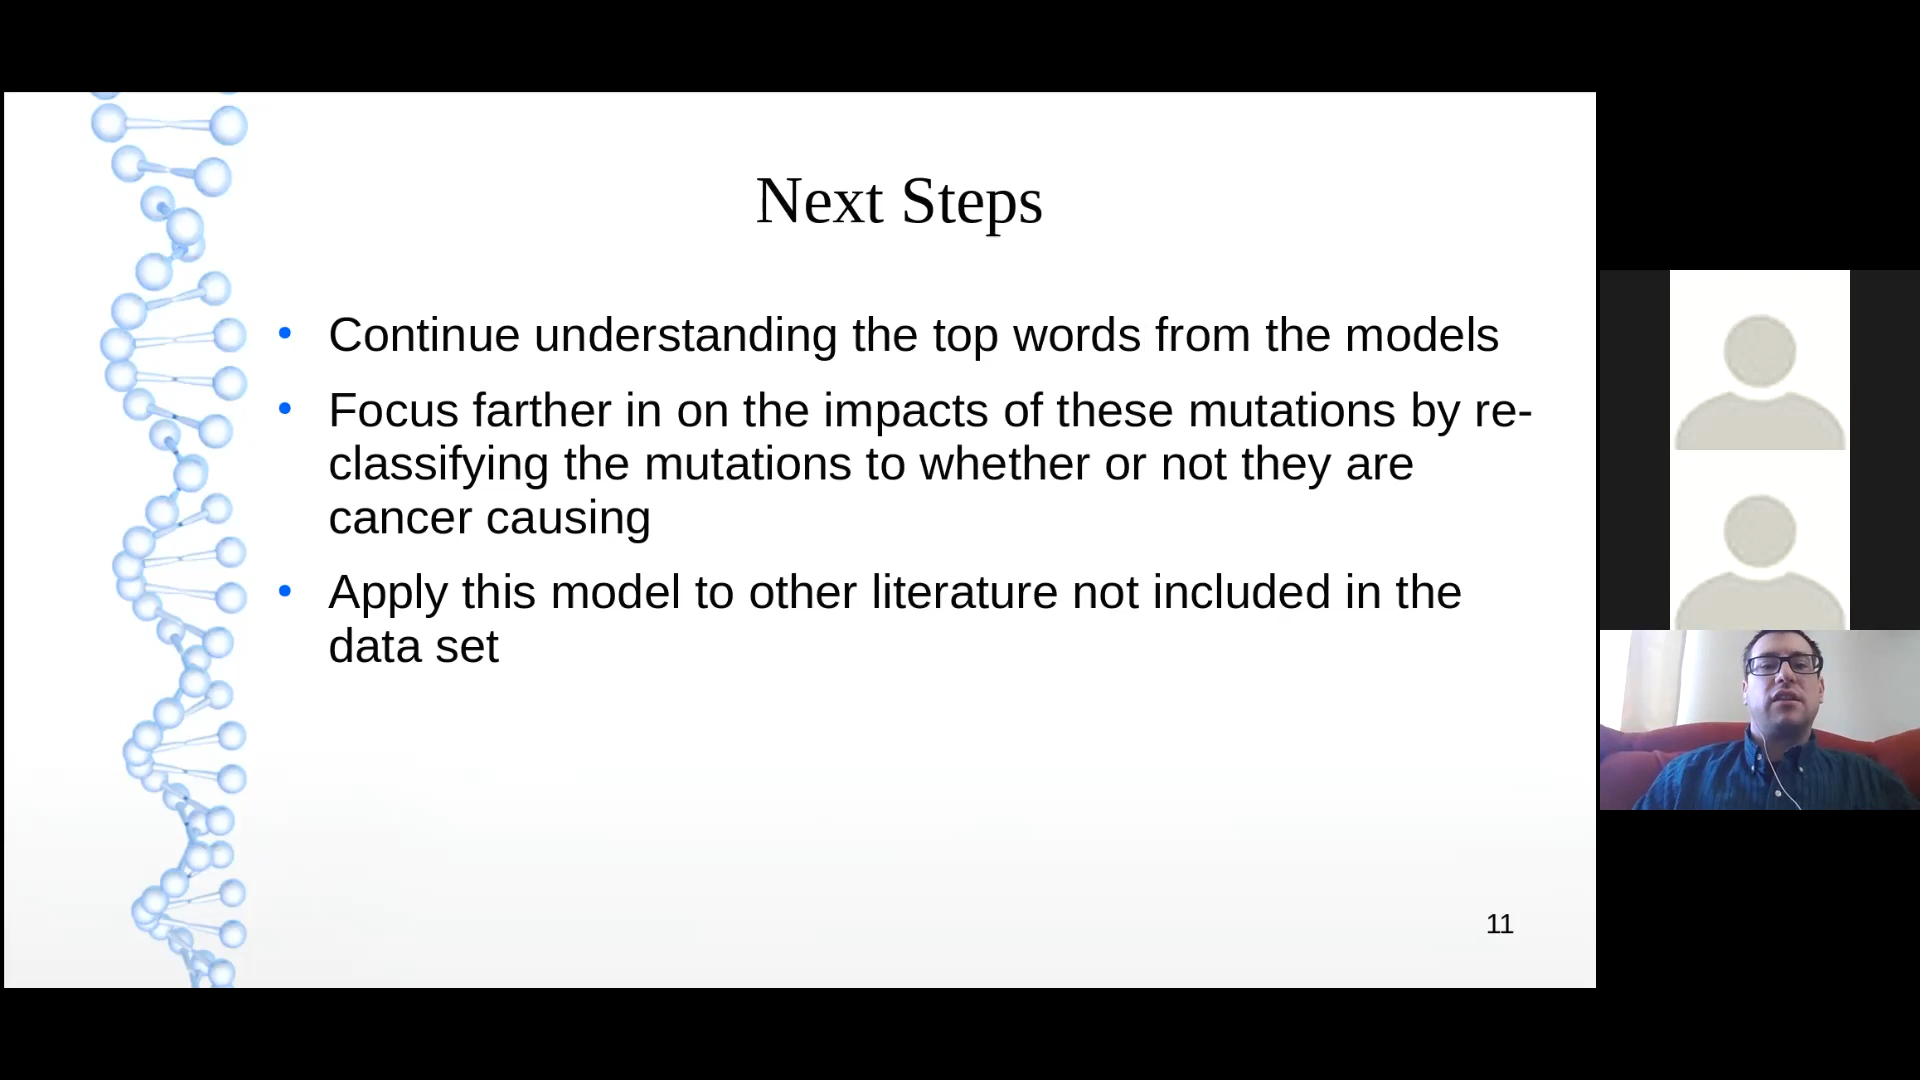 Next Steps
• Continue understanding the top words from the models
• Focus farther in on the impacts of these mutations by re-
classifying the mutations to whether or not they are
cancer causing
• Apply this model to other literature not included in the
data set
11